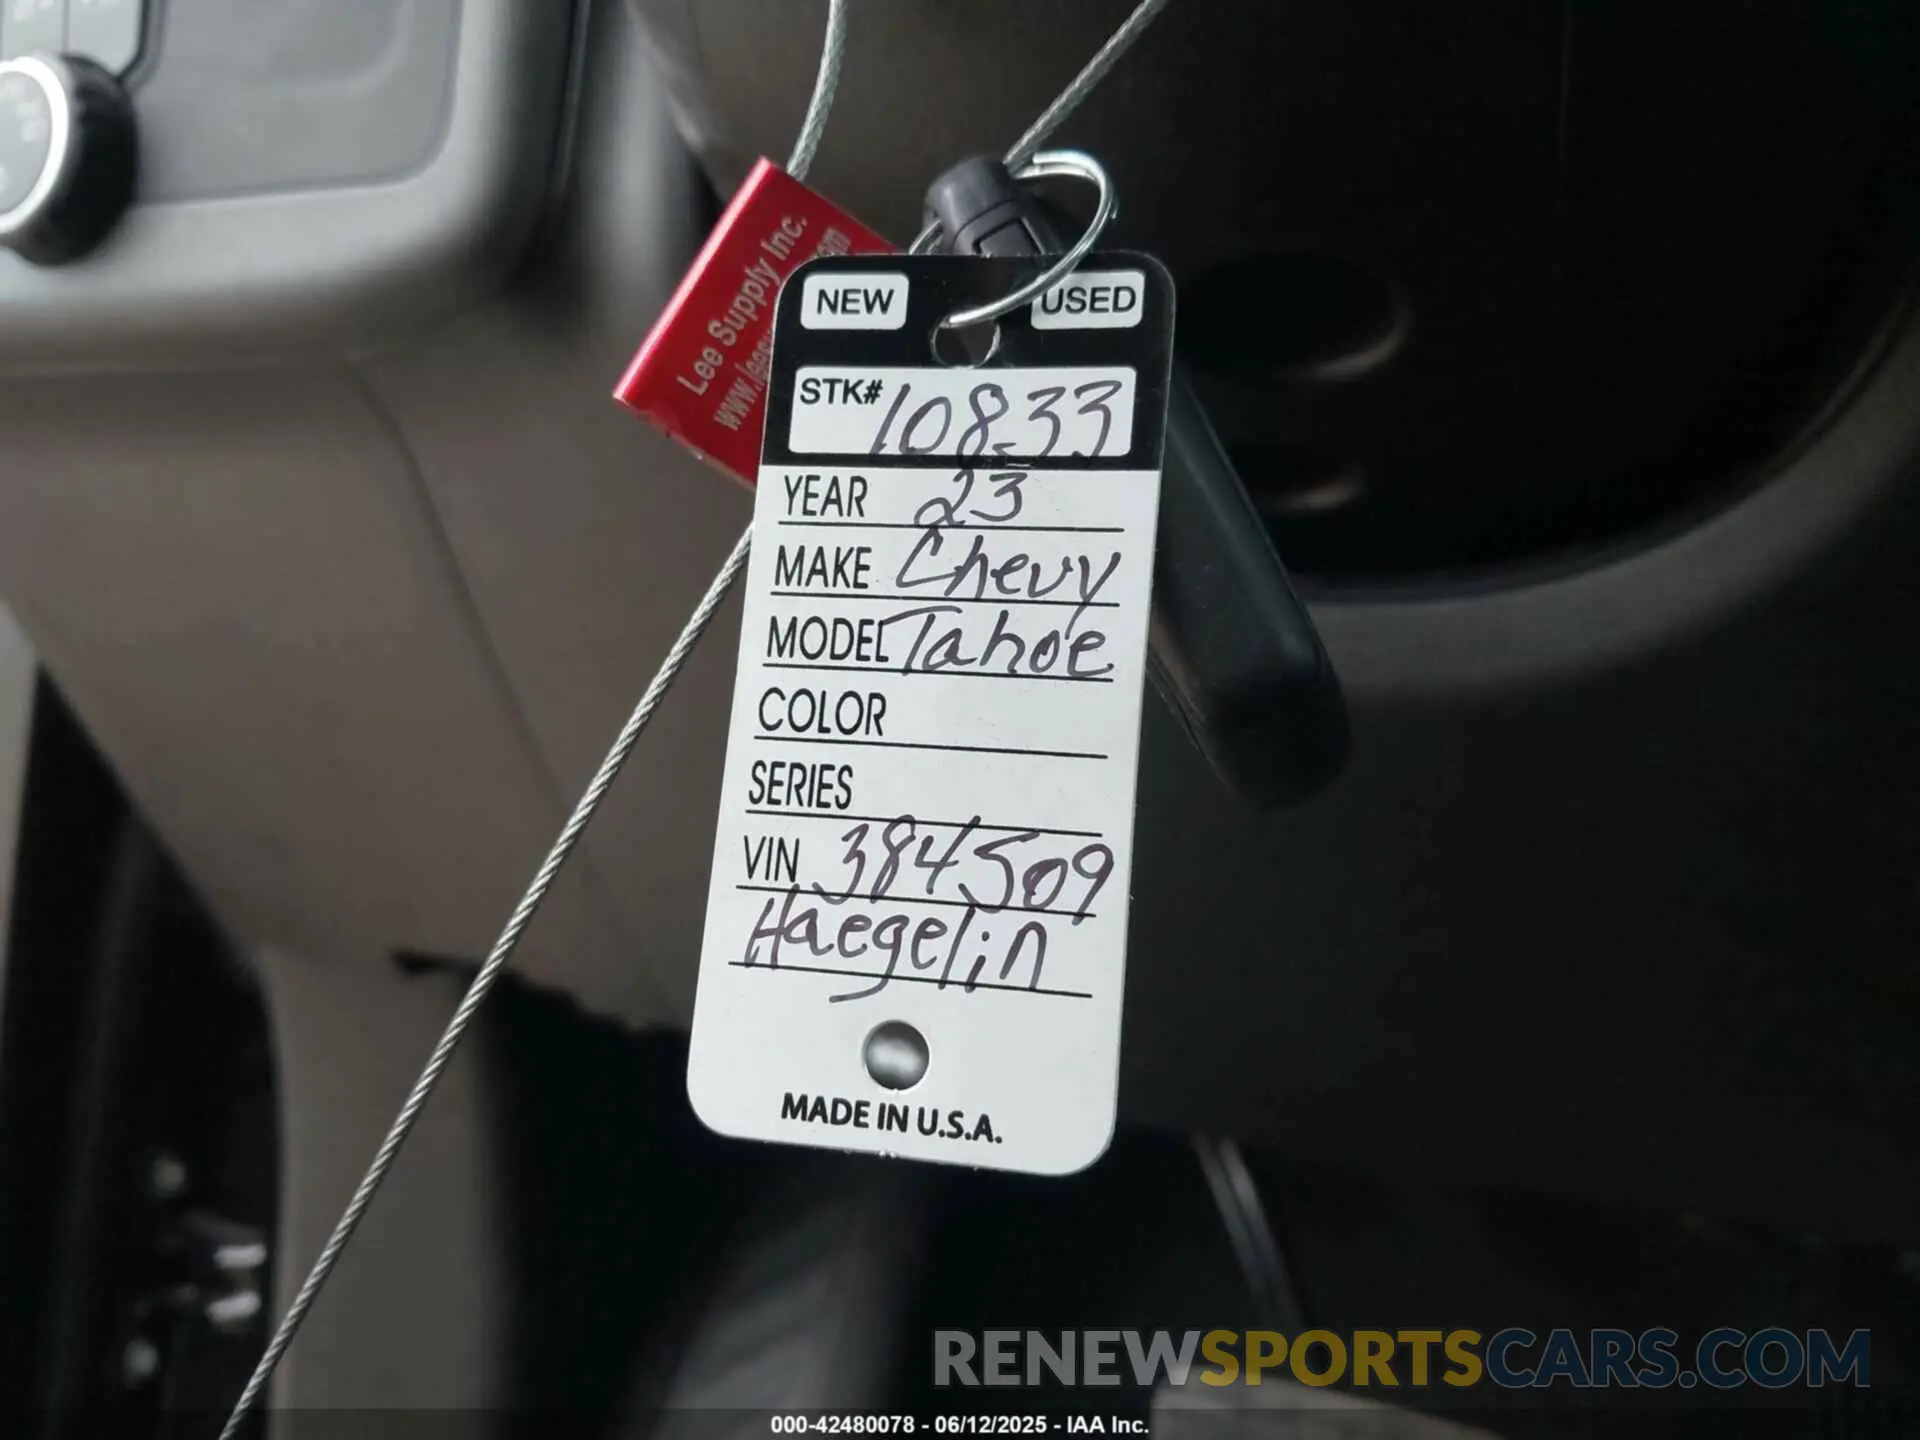 Lee Supply Inc.
NEW USED
STK# 10833
YEAR 23
MAKE Chevy
MODEL Tahoe
COLOR
SERIES
VIN 384509
Haegelin
MADE IN U.S.A.
RENEWSPORTSCARS.COM
000-42480078 - 06/12/2025 - IAA Inc.